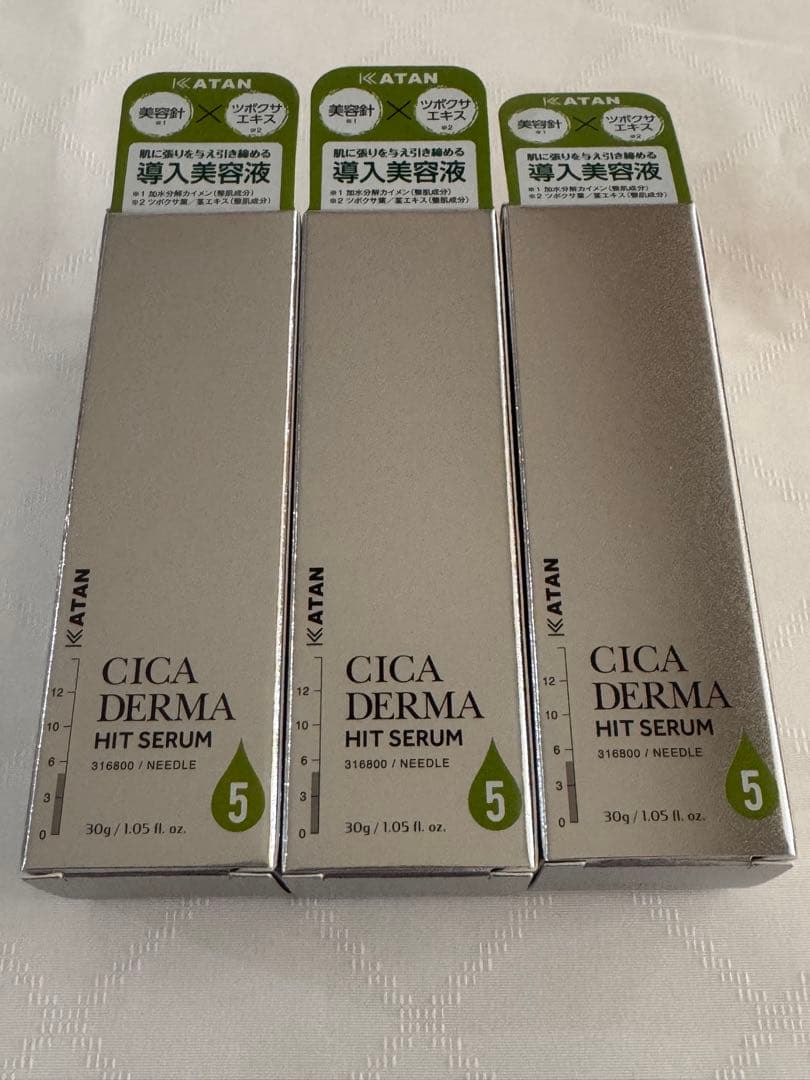 KATAN
美容針
※1
×
ツボクサ
エキス
※2
肌に張りを与え引き締める
導入美容液
※1 加水分解カイメン(整肌成分)
※2 ツボクサ葉/茎エキス(整肌成分)
KATAN
CICA
DERMA
HIT SERUM
316800 / NEEDLE
12
10
6
3
0
5
30g / 1.05 fl. oz.
KATAN
美容針
※1
×
ツボクサ
エキス
※2
肌に張りを与え引き締める
導入美容液
※1 加水分解カイメン(整肌成分)
※2 ツボクサ葉/茎エキス(整肌成分)
KATAN
CICA
DERMA
HIT SERUM
316800 / NEEDLE
12
10
6
3
0
5
30g / 1.05 fl. oz.
KATAN
美容針
※1
×
ツボクサ
エキス
※2
肌に張りを与え引き締める
導入美容液
※1 加水分解カイメン(整肌成分)
※2 ツボクサ葉/茎エキス(整肌成分)
KATAN
CICA
DERMA
HIT SERUM
316800 / NEEDLE
12
10
6
3
0
5
30g / 1.05 fl. oz.